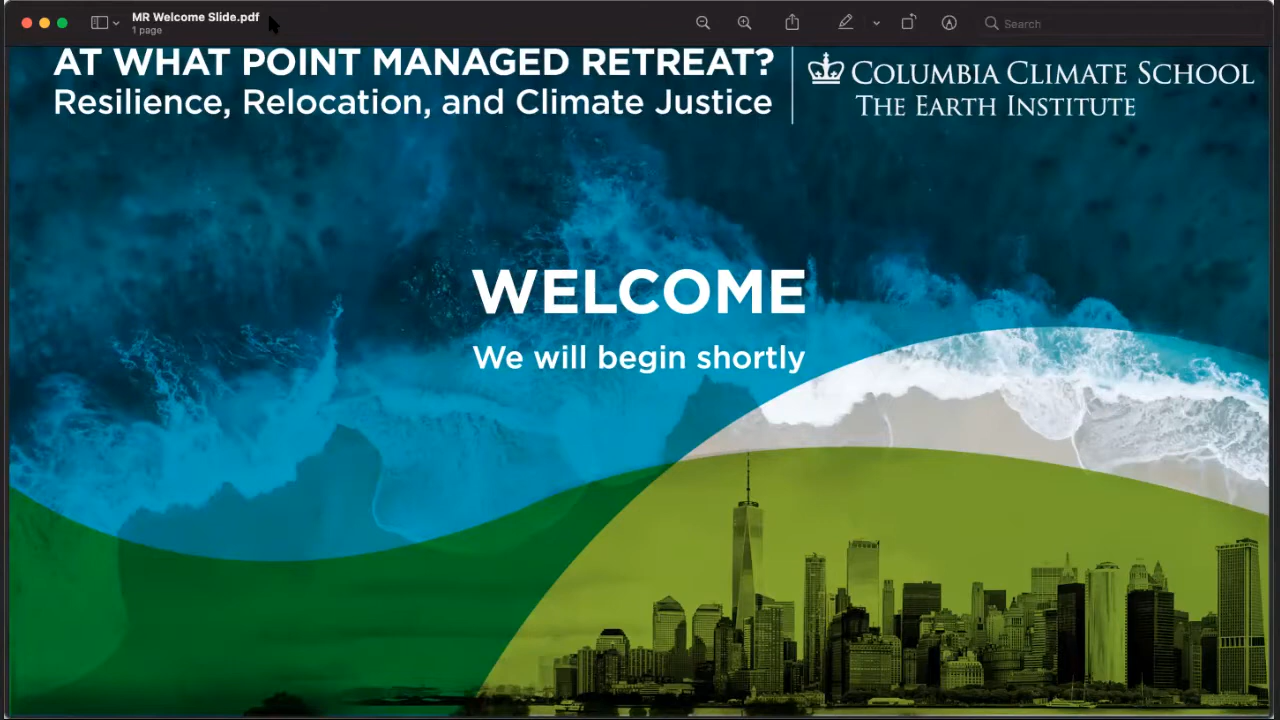 MR Welcome Slide.pdf
1 page
Search
AT WHAT POINT MANAGED RETREAT?
Resilience, Relocation, and Climate Justice
COLUMBIA CLIMATE SCHOOL
THE EARTH INSTITUTE
WELCOME
We will begin shortly